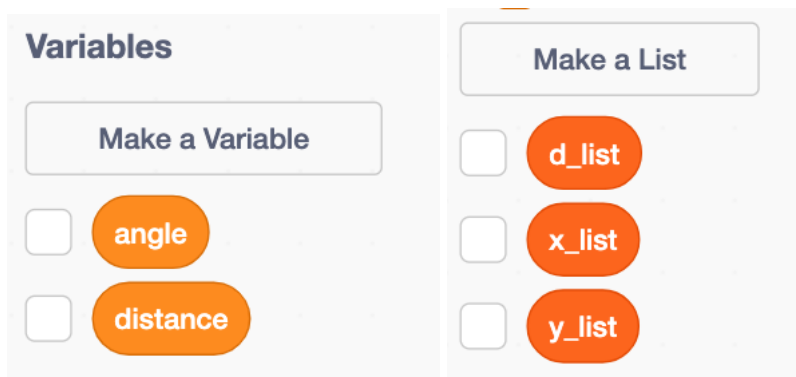 Variables
Make a Variable
angle
distance
Make a List
d_list
x_list
y_list